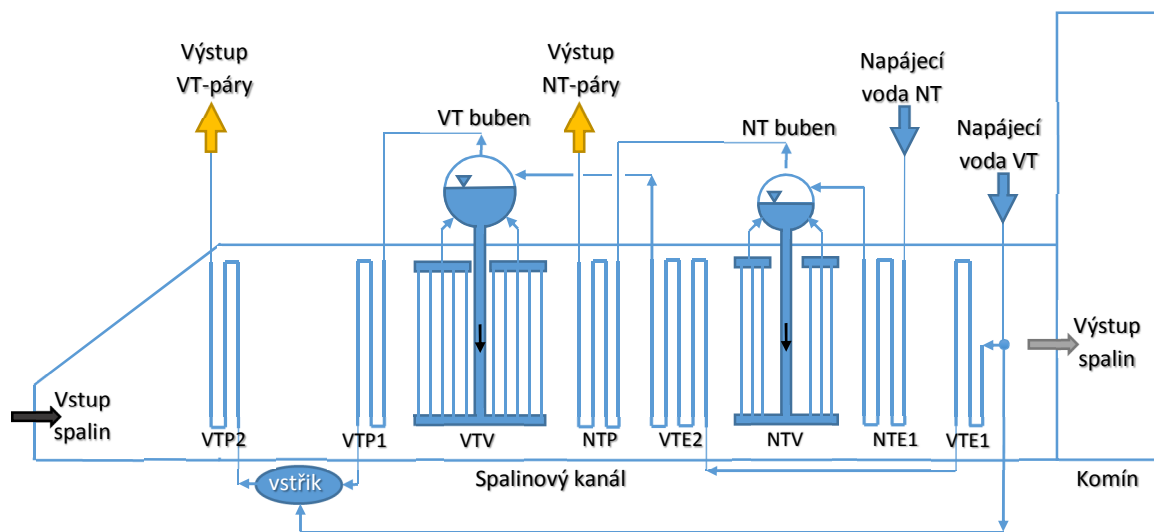 Výstup
VT-páry
Výstup
NT-páry
Napájecí
voda NT
Napájecí
voda VT
VT buben
NT buben
Vstup
spalin
Výstup
spalin
VTP2
VTP1
VTV
NTP
VTE2
NTV
NTE1
VTE1
vstřik
Spalinový kanál
Komín